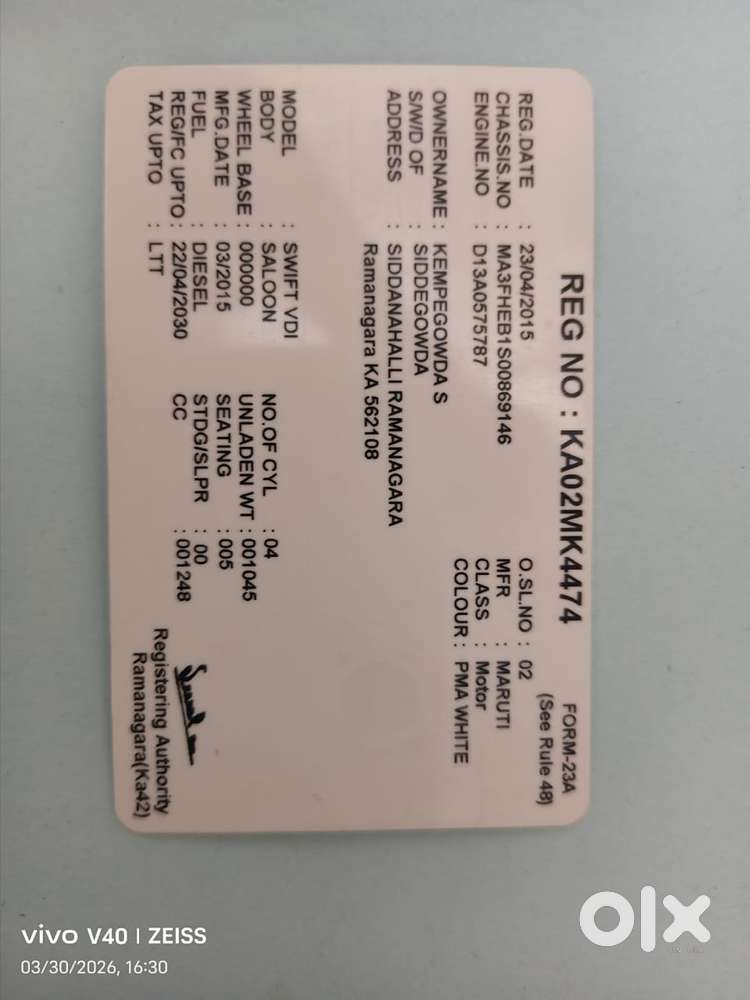 REG NO : KA02MK4474
FORM-23A
(See Rule 48)
REG.DATE : 23/04/2015 O.SL.NO : 02
CHASSIS.NO : MA3FHEB1S00869146 MFR : MARUTI
ENGINE.NO : D13A0575787 CLASS : Motor
COLOUR : PMA WHITE
OWNERNAME : KEMPEGOWDA S
S/W/D OF SIDDEGOWDA
ADDRESS : SIDDANAHALLI RAMANAGARA
Ramanagara KA 562108
MODEL : SWIFT VDI
BODY : SALOON NO.OF CYL : 04
WHEEL BASE : 000000 UNLADEN WT : 001045
MFG.DATE : 03/2015 SEATING : 005
FUEL : DIESEL STDG/SLPR : 00
REG/FC UPTO : 22/04/2030 CC : 001248
TAX UPTO : LTT
Registering Authority
Ramanagara(Ka42)
olx
vivo V40 | ZEISS
03/30/2026, 16:30